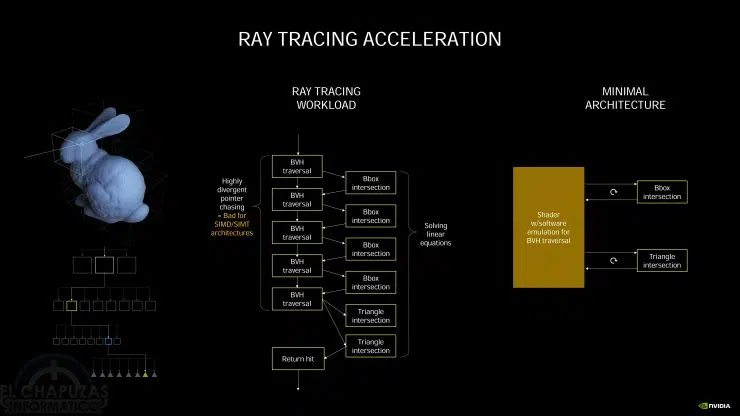 RAY TRACING ACCELERATION
RAY TRACING
WORKLOAD
Highly
divergent
pointer
chasing
= Bad for
SIMD/SIMT
architectures
BVH
traversal
Bbox
intersection
BVH
traversal
Bbox
intersection
BVH
traversal
Bbox
intersection
BVH
traversal
Bbox
intersection
BVH
traversal
Triangle
intersection
Triangle
intersection
Return hit
Solving
linear
equations
MINIMAL
ARCHITECTURE
Shader
w/software
emulation for
BVH traversal
Bbox
intersection
Triangle
intersection
EL CHAPUZAS
INFORMÁTICO
NVIDIA.